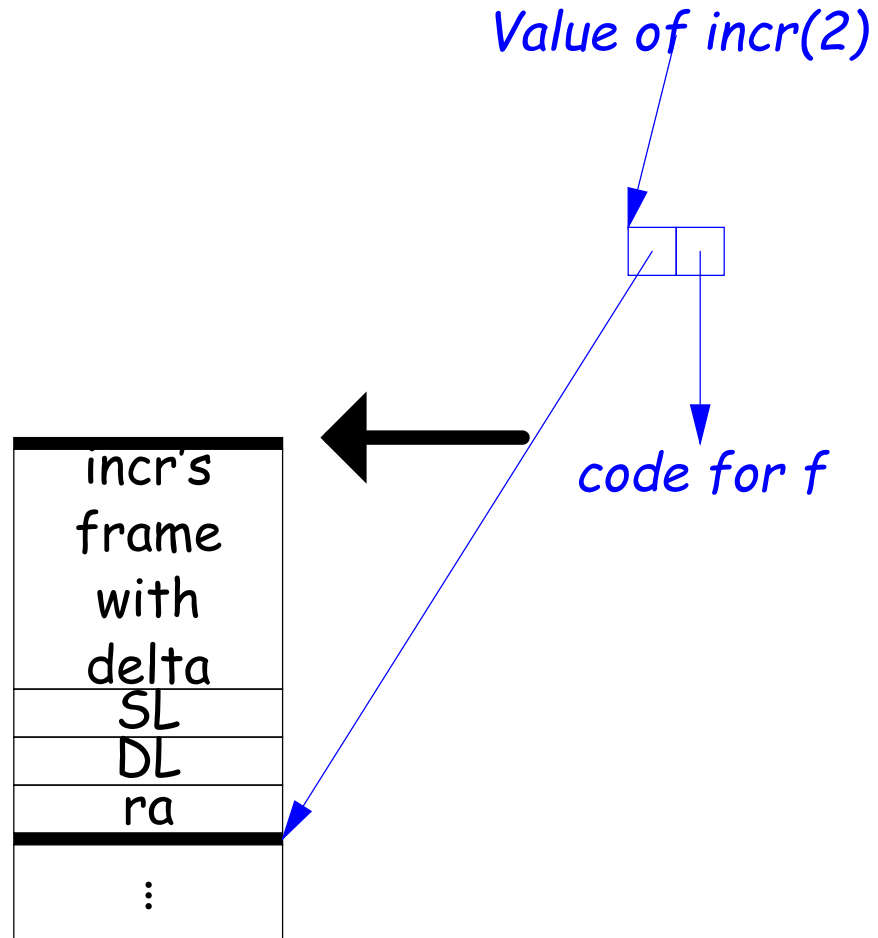 Value of incr(2)
code for f
incr's
frame
with
delta
SL
DL
ra
⋮